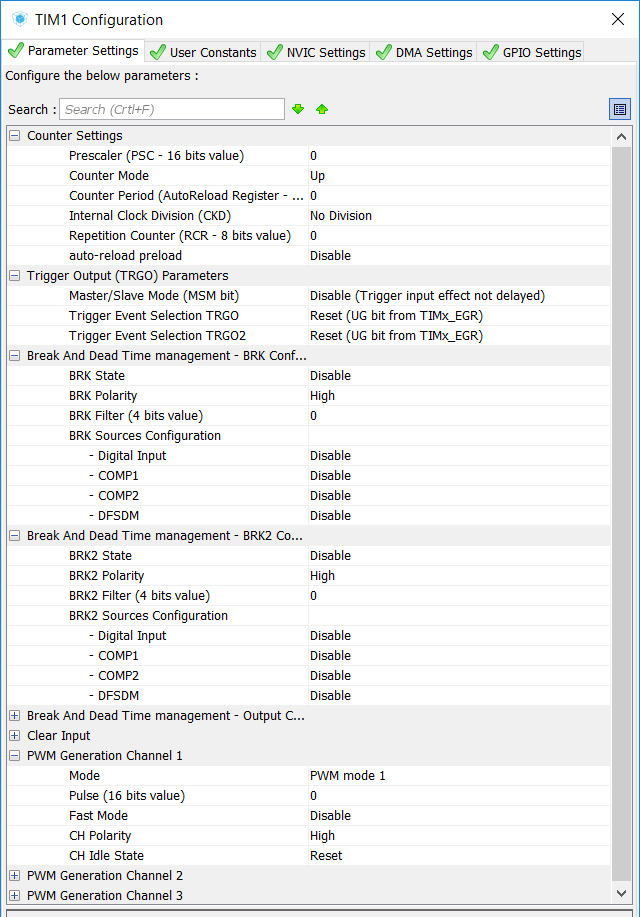 TIM1 Configuration
Parameter Settings User Constants NVIC Settings DMA Settings GPIO Settings
Configure the below parameters :
Search : Search (Crtl+F)
Counter Settings
Prescaler (PSC - 16 bits value) 0
Counter Mode Up
Counter Period (AutoReload Register - ... 0
Internal Clock Division (CKD) No Division
Repetition Counter (RCR - 8 bits value) 0
auto-reload preload Disable
Trigger Output (TRGO) Parameters
Master/Slave Mode (MSM bit) Disable (Trigger input effect not delayed)
Trigger Event Selection TRGO Reset (UG bit from TIMx_EGR)
Trigger Event Selection TRGO2 Reset (UG bit from TIMx_EGR)
Break And Dead Time management - BRK Conf...
BRK State Disable
BRK Polarity High
BRK Filter (4 bits value) 0
BRK Sources Configuration
- Digital Input Disable
- COMP1 Disable
- COMP2 Disable
- DFSDM Disable
Break And Dead Time management - BRK2 Co...
BRK2 State Disable
BRK2 Polarity High
BRK2 Filter (4 bits value) 0
BRK2 Sources Configuration
- Digital Input Disable
- COMP1 Disable
- COMP2 Disable
- DFSDM Disable
Break And Dead Time management - Output C...
Clear Input
PWM Generation Channel 1
Mode PWM mode 1
Pulse (16 bits value) 0
Fast Mode Disable
CH Polarity High
CH Idle State Reset
PWM Generation Channel 2
PWM Generation Channel 3